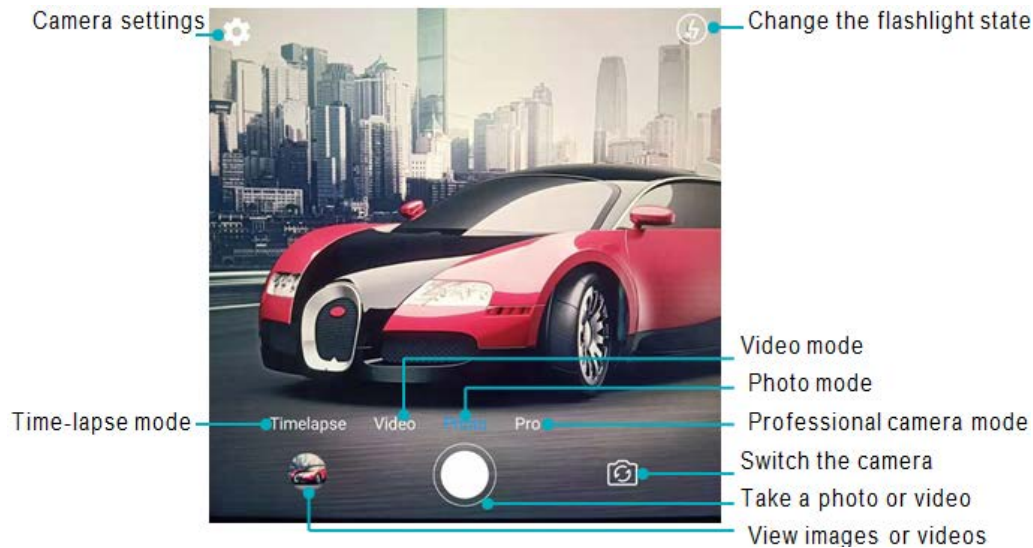 Camera settings
Change the flashlight state
Video mode
Photo mode
Time-lapse mode
Timelapse
Video
Photo
Pro
Professional camera mode
Switch the camera
Take a photo or video
View images or videos